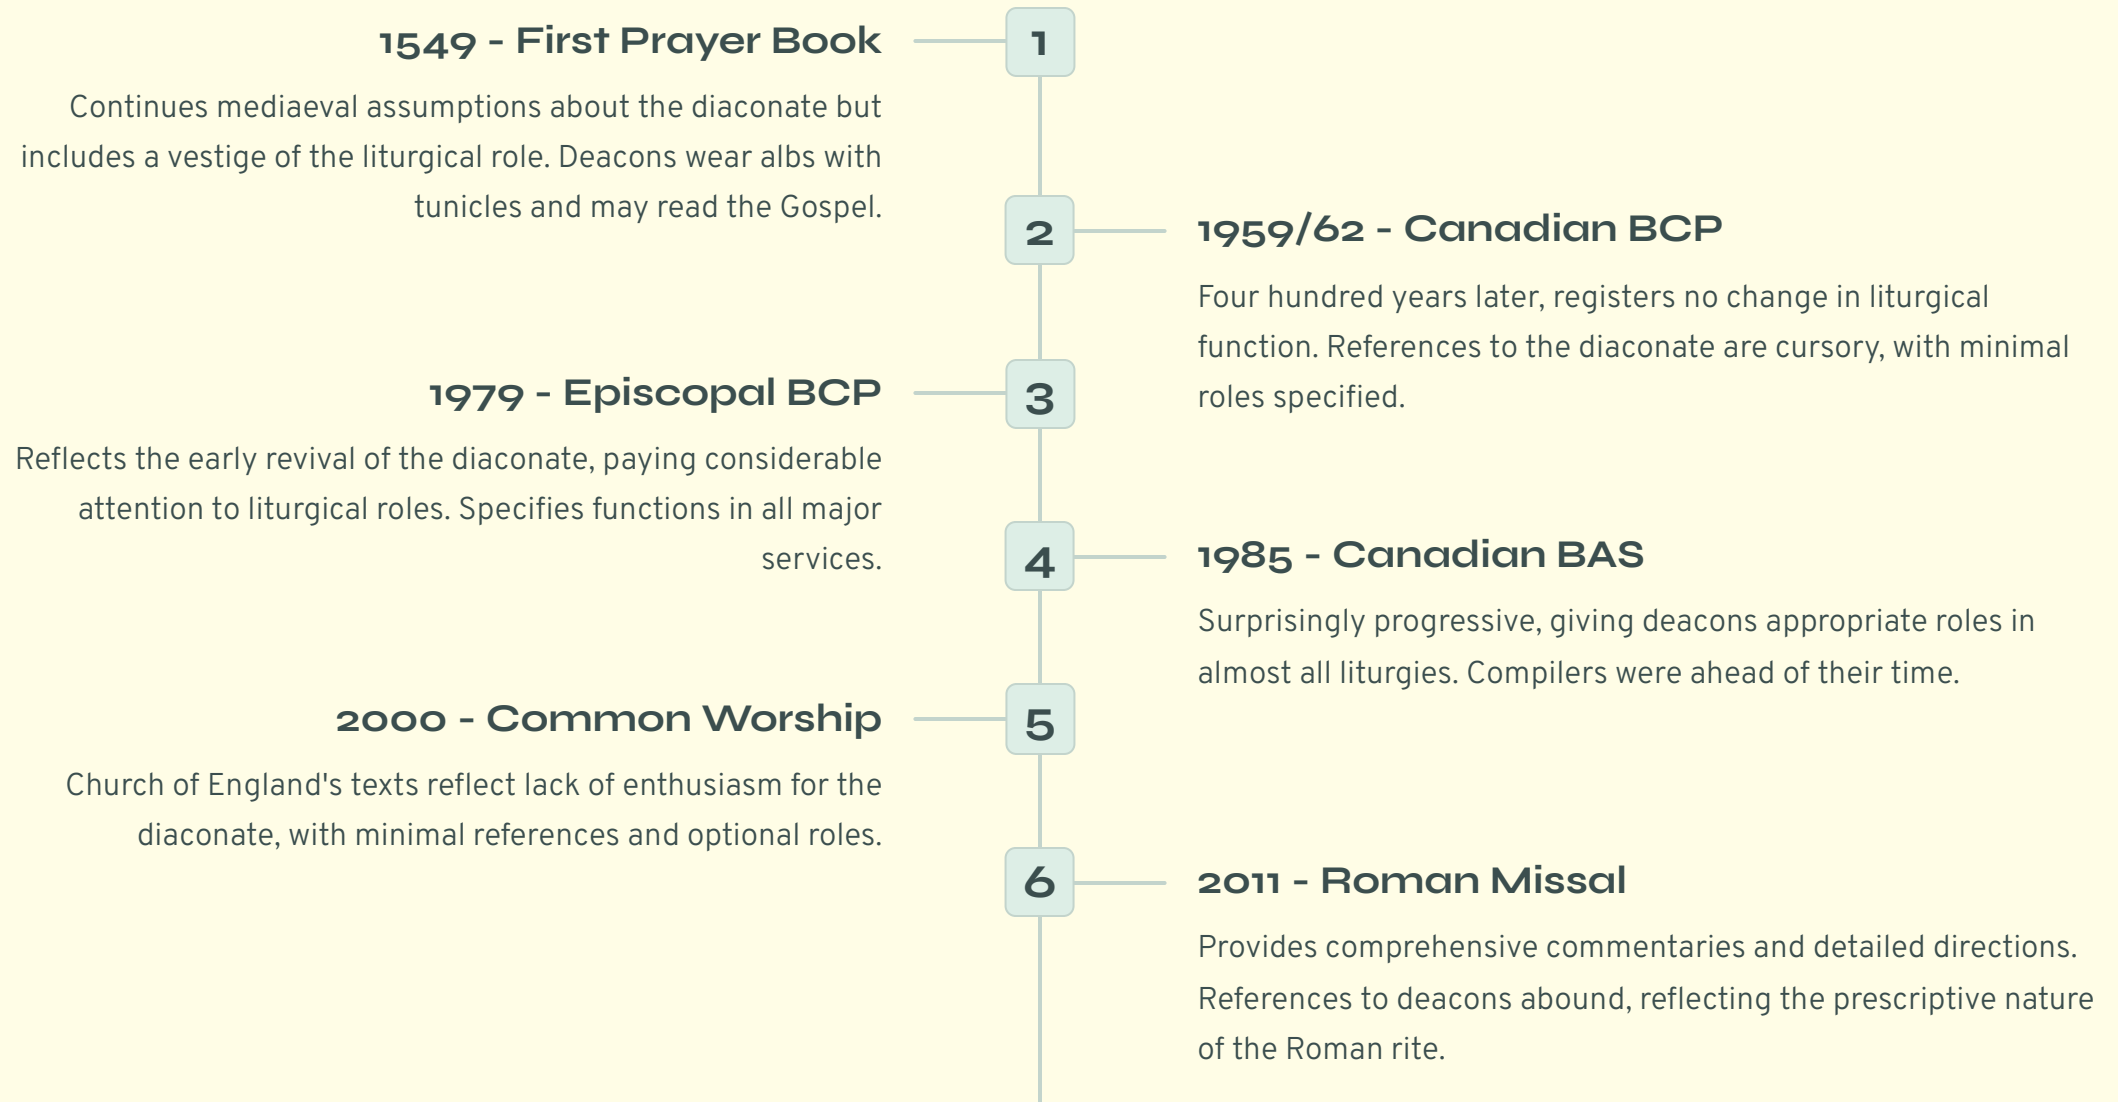 1549 - First Prayer Book
1
Continues mediaeval assumptions about the diaconate but
includes a vestige of the liturgical role. Deacons wear albs with
tunicles and may read the Gospel.
2
1959/62 - Canadian BCP
Four hundred years later, registers no change in liturgical
function. References to the diaconate are cursory, with minimal
roles specified.
1979 - Episcopal BCP
3
Reflects the early revival of the diaconate, paying considerable
attention to liturgical roles. Specifies functions in all major
services.
4
1985 - Canadian BAS
Surprisingly progressive, giving deacons appropriate roles in
almost all liturgies. Compilers were ahead of their time.
2000 - Common Worship
5
Church of England's texts reflect lack of enthusiasm for the
diaconate, with minimal references and optional roles.
6
2011 - Roman Missal
Provides comprehensive commentaries and detailed directions.
References to deacons abound, reflecting the prescriptive nature
of the Roman rite.